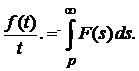 f(t)/t .=· ∫_p^∞ F(s)ds.